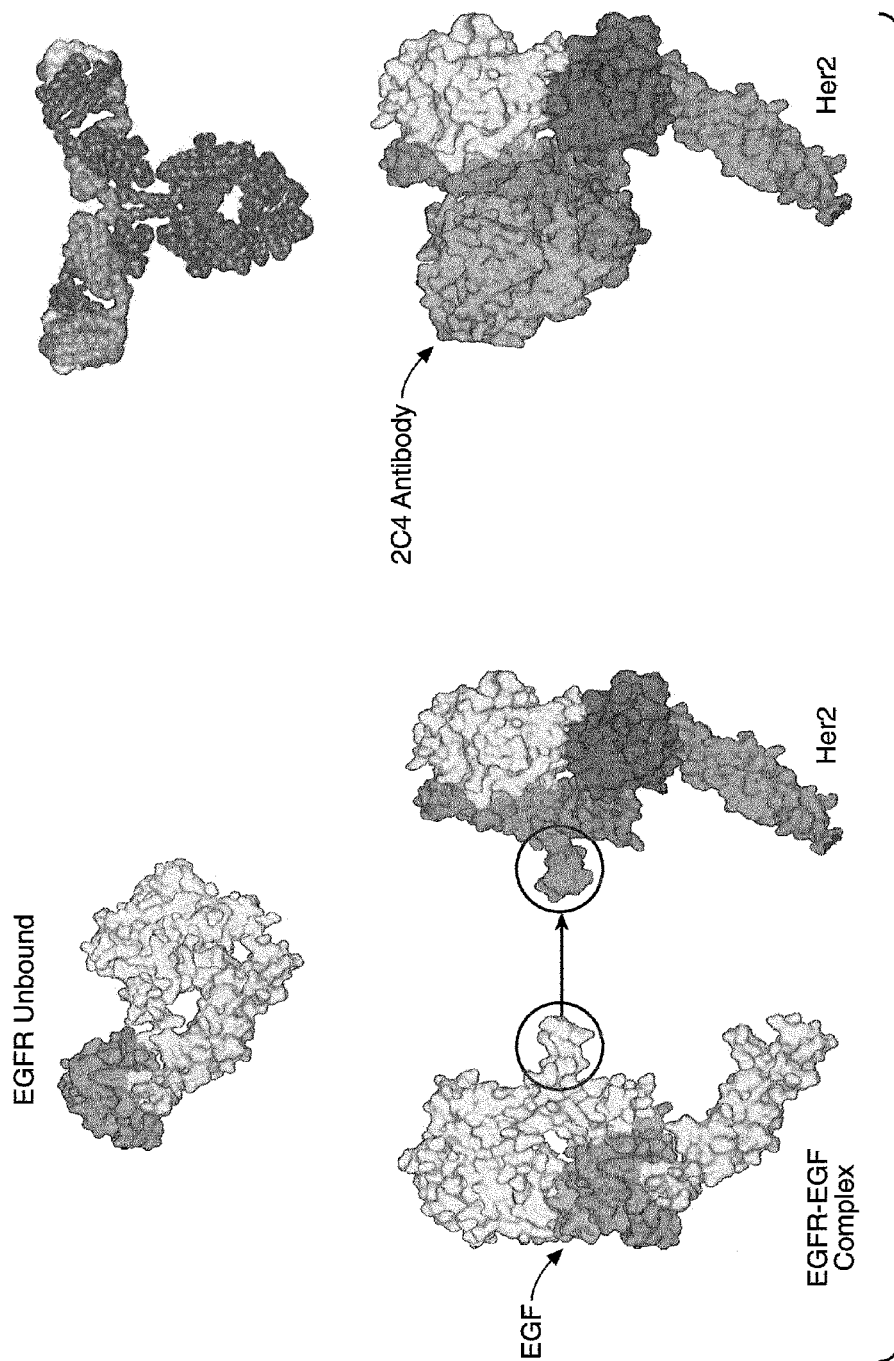 EGFR Unbound
EGF
EGFR-EGF
Complex
Her2
2C4 Antibody
Her2